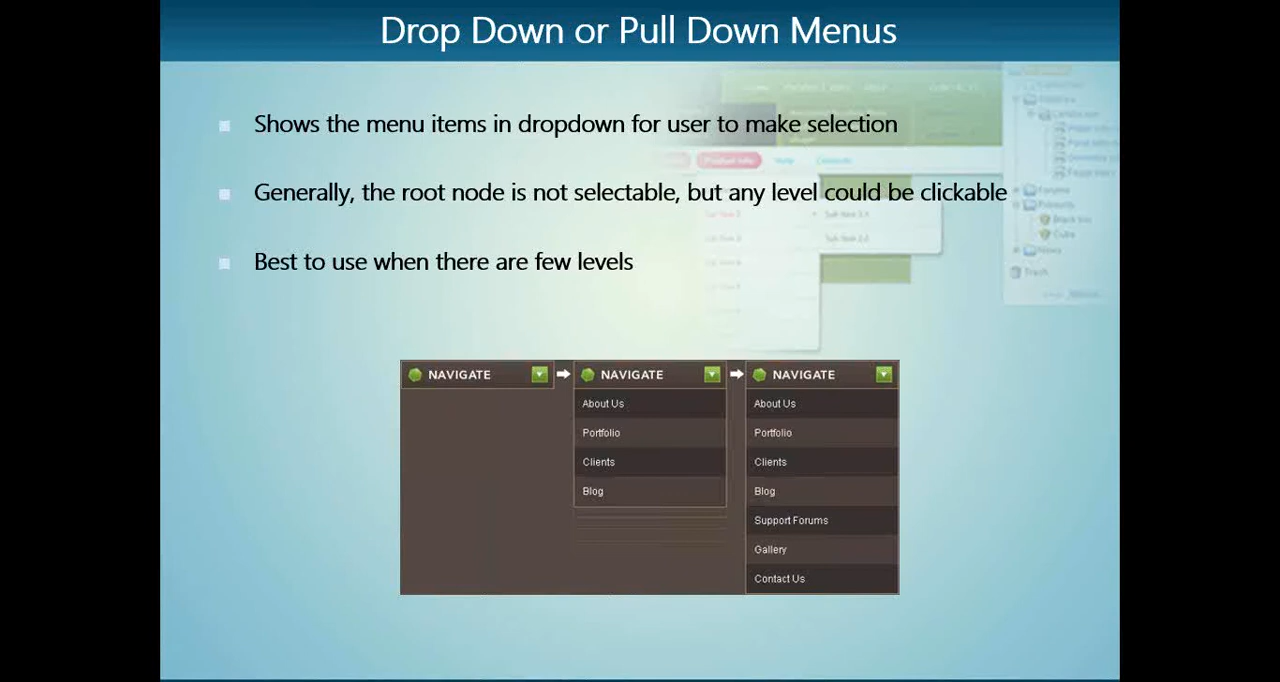 Drop Down or Pull Down Menus
Shows the menu items in dropdown for user to make selection
Generally, the root node is not selectable, but any level could be clickable
Best to use when there are few levels
NAVIGATE
NAVIGATE
About Us
Portfolio
Clients
Blog
NAVIGATE
About Us
Portfolio
Clients
Blog
Support Forums
Gallery
Contact Us